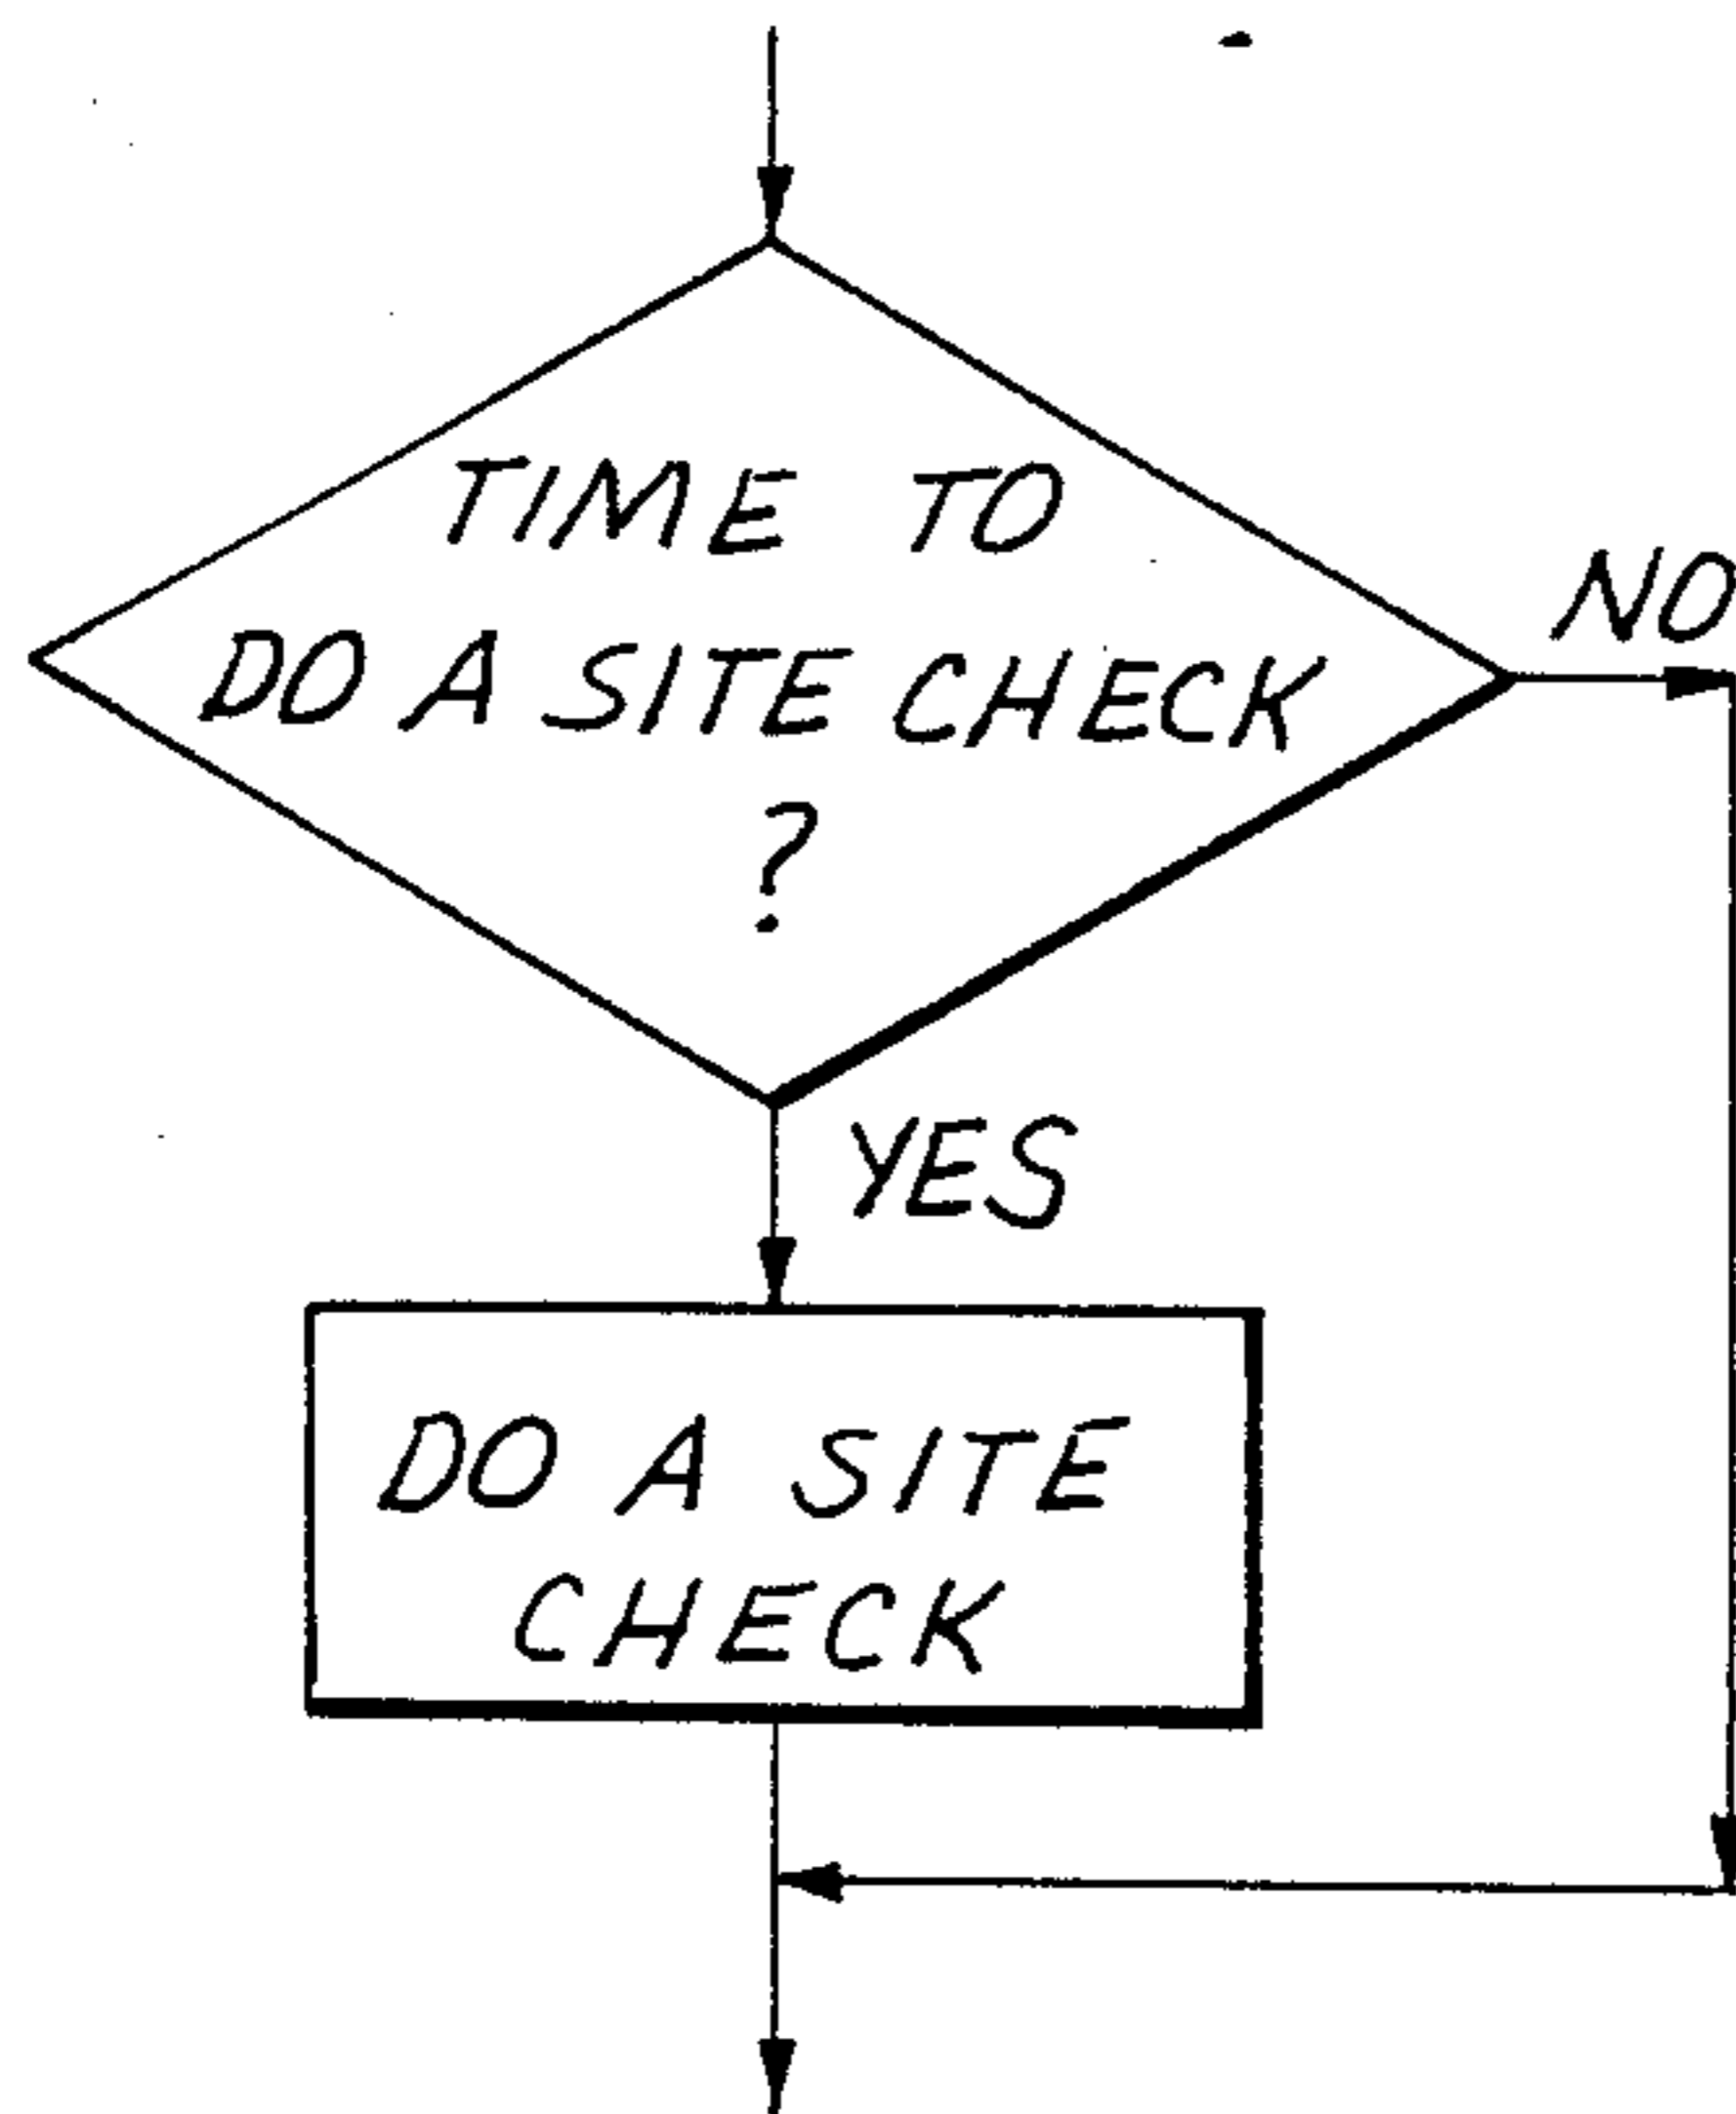 TIME TO
DO A SITE CHECK
?
NO
YES
DO A SITE
CHECK